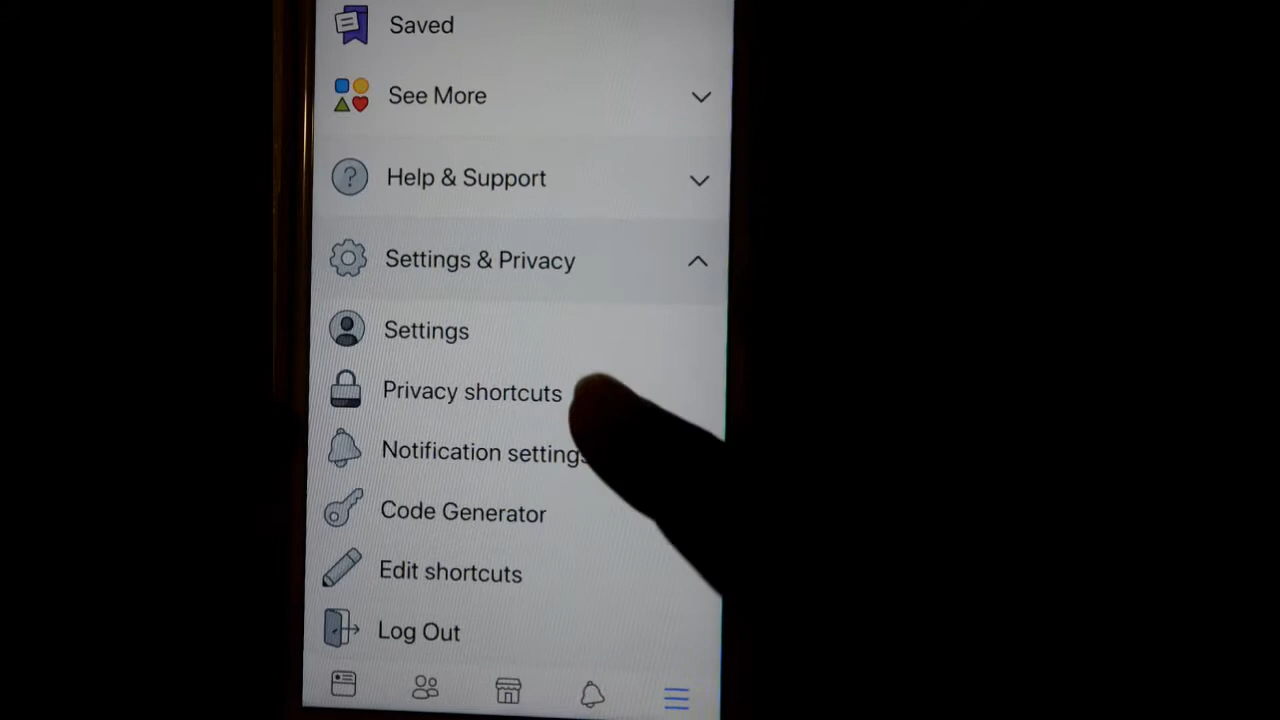 Saved
See More
Help & Support
Settings & Privacy
Settings
Privacy shortcuts
Notification settings
Code Generator
Edit shortcuts
Log Out